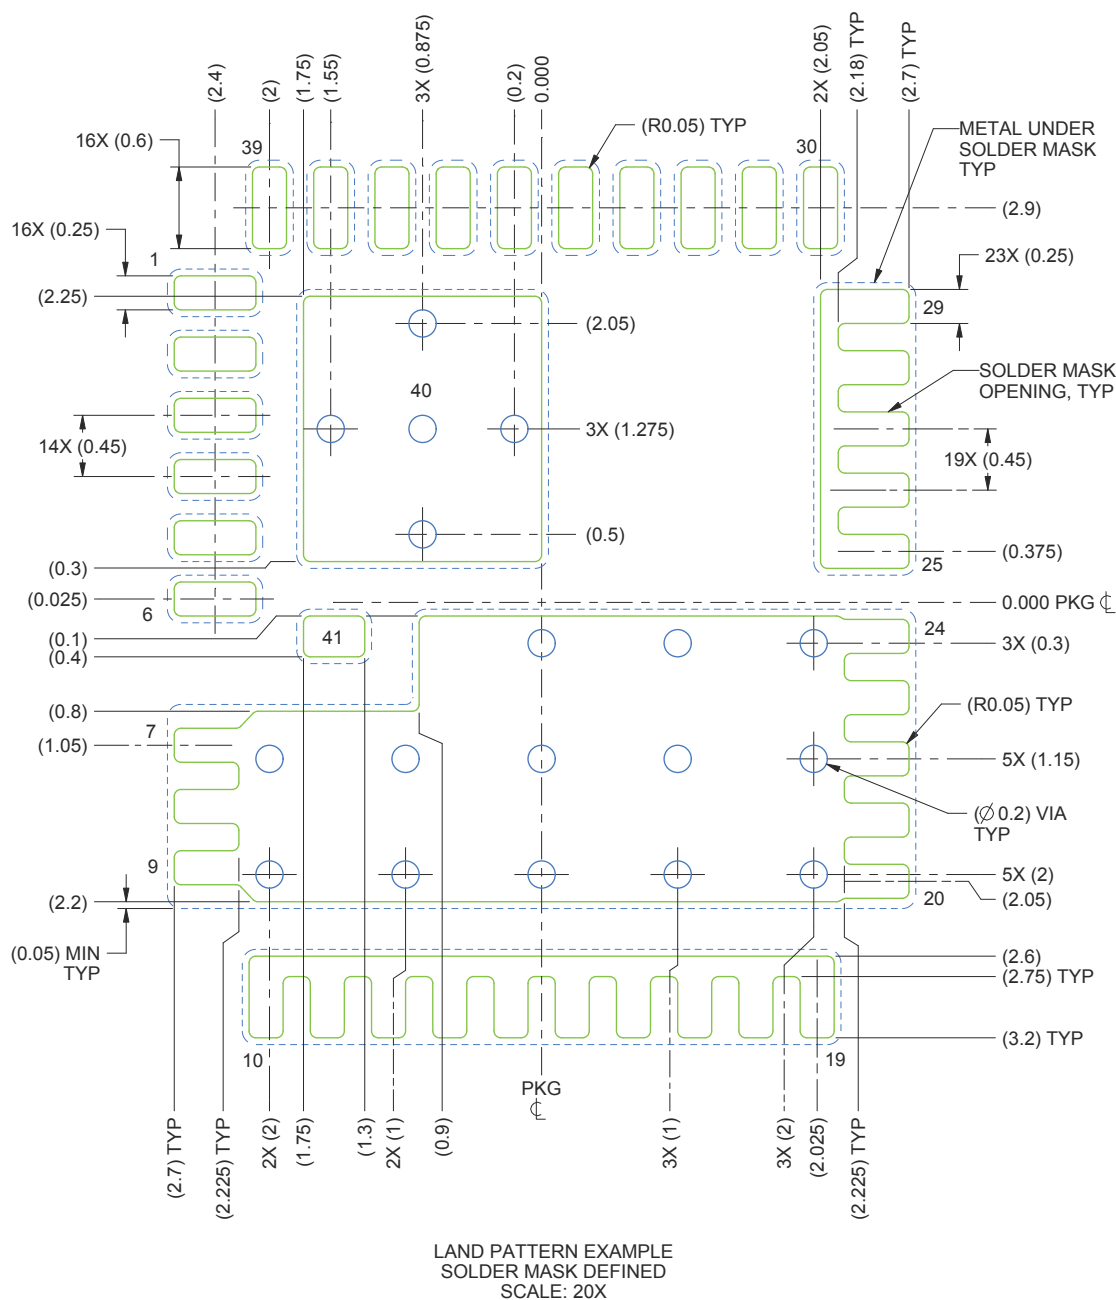 (2.4)
(2)
(1.75)
(1.55)
3X (0.875)
(0.2)
0.000
2X (2.05)
(2.18) TYP
(2.7) TYP
16X (0.6)
39
(R0.05) TYP
30
METAL UNDER
SOLDER MASK
TYP
(2.9)
16X (0.25)
1
23X (0.25)
(2.25)
29
(2.05)
SOLDER MASK
OPENING, TYP
40
14X (0.45)
3X (1.275)
19X (0.45)
(0.5)
(0.375)
(0.3)
25
(0.025)
6
0.000 PKG ℄
(0.1)
41
24
(0.4)
3X (0.3)
(0.8)
7
(R0.05) TYP
(1.05)
5X (1.15)
(∅ 0.2) VIA
TYP
9
5X (2)
(2.2)
20
(2.05)
(0.05) MIN
TYP
(2.6)
(2.75) TYP
10
19
(3.2) TYP
PKG
℄
(2.7) TYP
(2.225) TYP
2X (2)
(1.75)
(1.3)
2X (1)
(0.9)
3X (1)
3X (2)
(2.025)
(2.225) TYP
LAND PATTERN EXAMPLE
SOLDER MASK DEFINED
SCALE: 20X